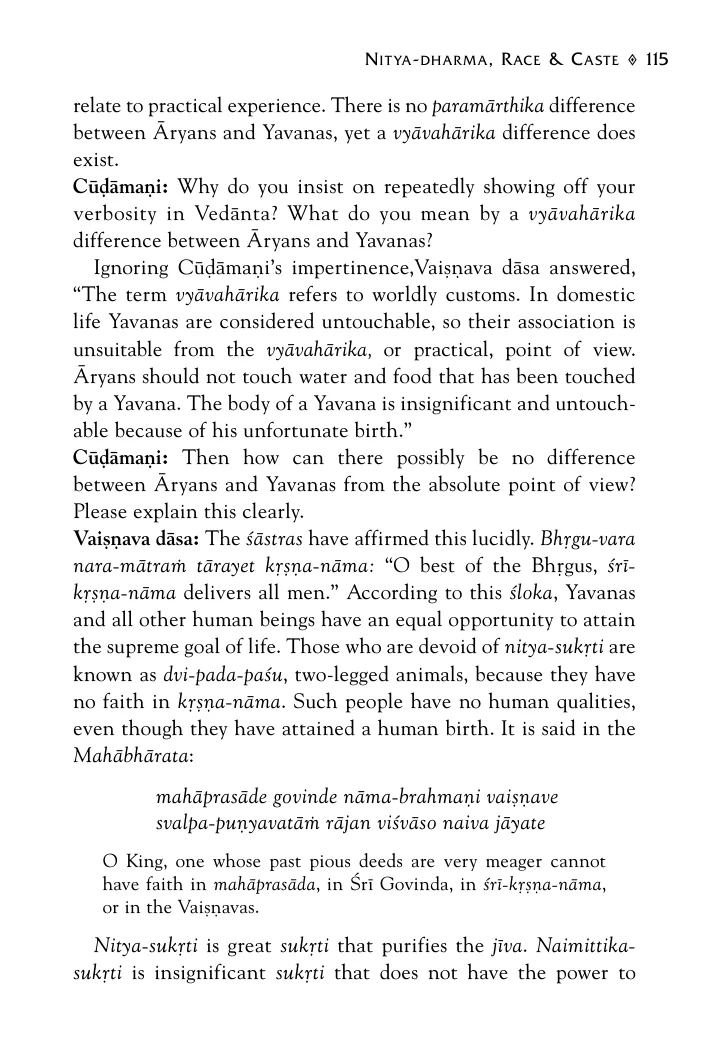 NITYA-DHARMA, RACE & CASTE ◊ 115
relate to practical experience. There is no paramārthika difference
between Āryans and Yavanas, yet a vyāvahārika difference does
exist.
Cūḍāmaṇi: Why do you insist on repeatedly showing off your
verbosity in Vedānta? What do you mean by a vyāvahārika
difference between Āryans and Yavanas?
Ignoring Cūḍāmaṇi’s impertinence,Vaiṣṇava dāsa answered,
“The term vyāvahārika refers to worldly customs. In domestic
life Yavanas are considered untouchable, so their association is
unsuitable from the vyāvahārika, or practical, point of view.
Āryans should not touch water and food that has been touched
by a Yavana. The body of a Yavana is insignificant and untouch-
able because of his unfortunate birth.”
Cūḍāmaṇi: Then how can there possibly be no difference
between Āryans and Yavanas from the absolute point of view?
Please explain this clearly.
Vaiṣṇava dāsa: The śāstras have affirmed this lucidly. Bhṛgu-vara
nara-mātraṁ tārayet kṛṣṇa-nāma: “O best of the Bhṛgus, śrī-
kṛṣṇa-nāma delivers all men.” According to this śloka, Yavanas
and all other human beings have an equal opportunity to attain
the supreme goal of life. Those who are devoid of nitya-sukṛti are
known as dvi-pada-paśu, two-legged animals, because they have
no faith in kṛṣṇa-nāma. Such people have no human qualities,
even though they have attained a human birth. It is said in the
Mahābhārata:
mahāprasāde govinde nāma-brahmaṇi vaiṣṇave
svalpa-puṇyavatāṁ rājan viśvāso naiva jāyate
O King, one whose past pious deeds are very meager cannot
have faith in mahāprasāda, in Śrī Govinda, in śrī-kṛṣṇa-nāma,
or in the Vaiṣṇavas.
Nitya-sukṛti is great sukṛti that purifies the jīva. Naimittika-
sukṛti is insignificant sukṛti that does not have the power to